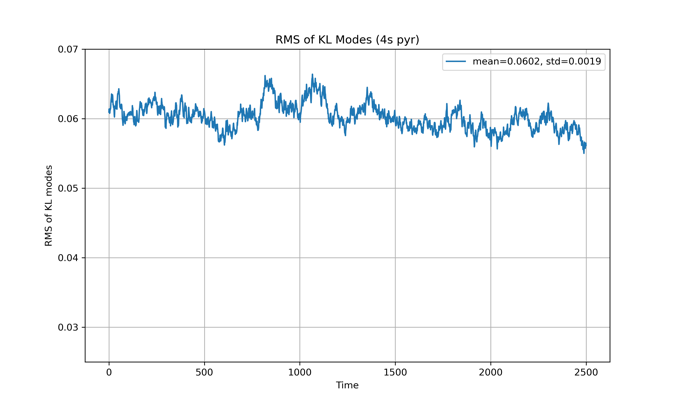 RMS of KL Modes (4s pyr)
mean=0.0602, std=0.0019
RMS of KL modes
0.07
0.06
0.05
0.04
0.03
0 500 1000 1500 2000 2500
Time